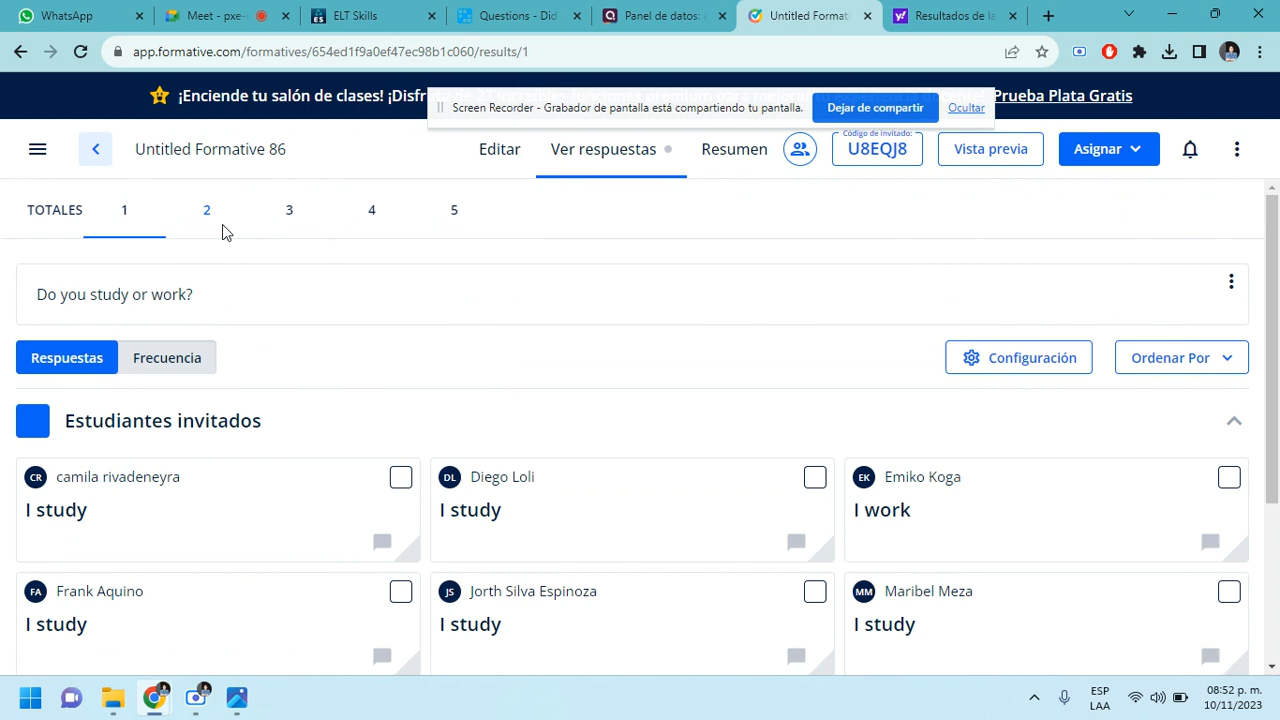 WhatsApp
Meet - pxe-
ELT Skills
Questions - Did
Panel de datos:
Untitled Formati
Resultados de la
app.formative.com/formatives/654ed1f9a0ef47ec98b1c060/results/1
¡Enciende tu salón de clases! ¡Disfr
Prueba Plata Gratis
Screen Recorder - Grabador de pantalla está compartiendo tu pantalla.
Dejar de compartir
Ocultar
Untitled Formative 86
Editar
Ver respuestas
Resumen
Código de invitado:
U8EQJ8
Vista previa
Asignar
TOTALES 1 2 3 4 5
Do you study or work?
Respuestas
Frecuencia
Configuración
Ordenar Por
Estudiantes invitados
CR camila rivadeneyra
I study
DL Diego Loli
I study
EK Emiko Koga
I work
FA Frank Aquino
I study
JS Jorth Silva Espinoza
I study
MM Maribel Meza
I study
ESP
LAA
08:52 p. m.
10/11/2023